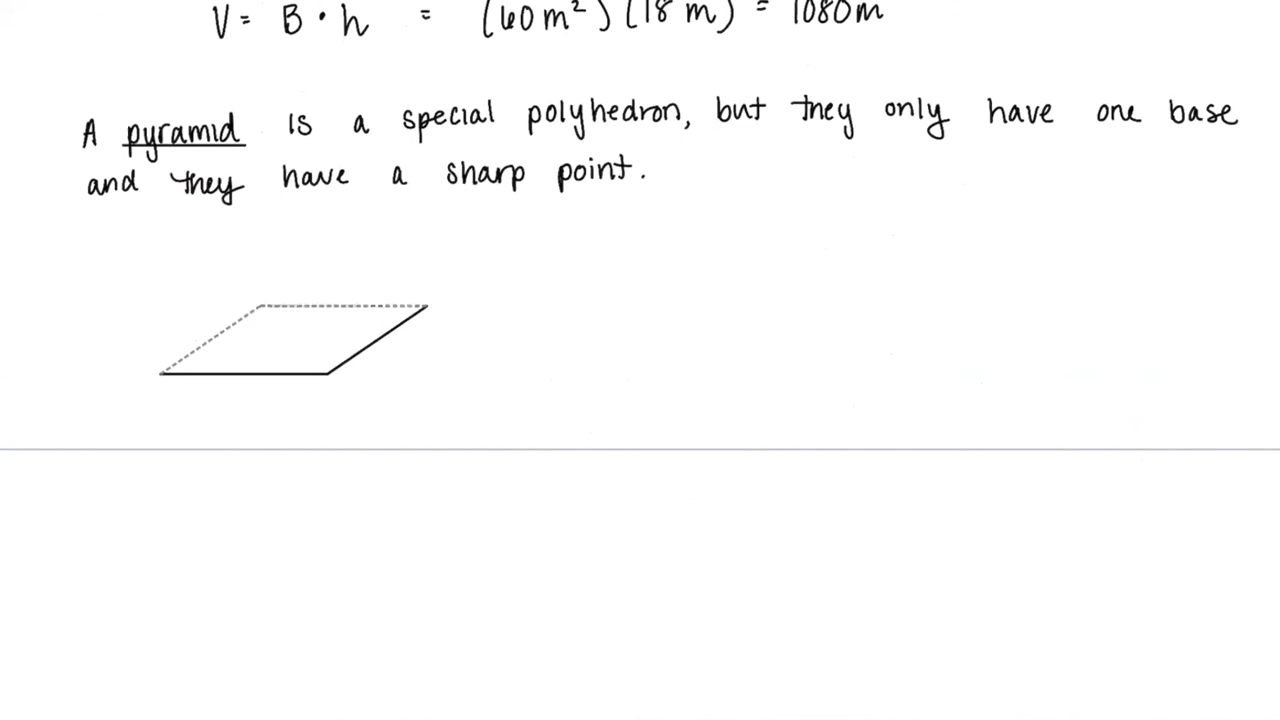 V = B · h = (60 m²) (18 m) = 1080 m
A pyramid is a special polyhedron, but they only have one base
and they have a sharp point.